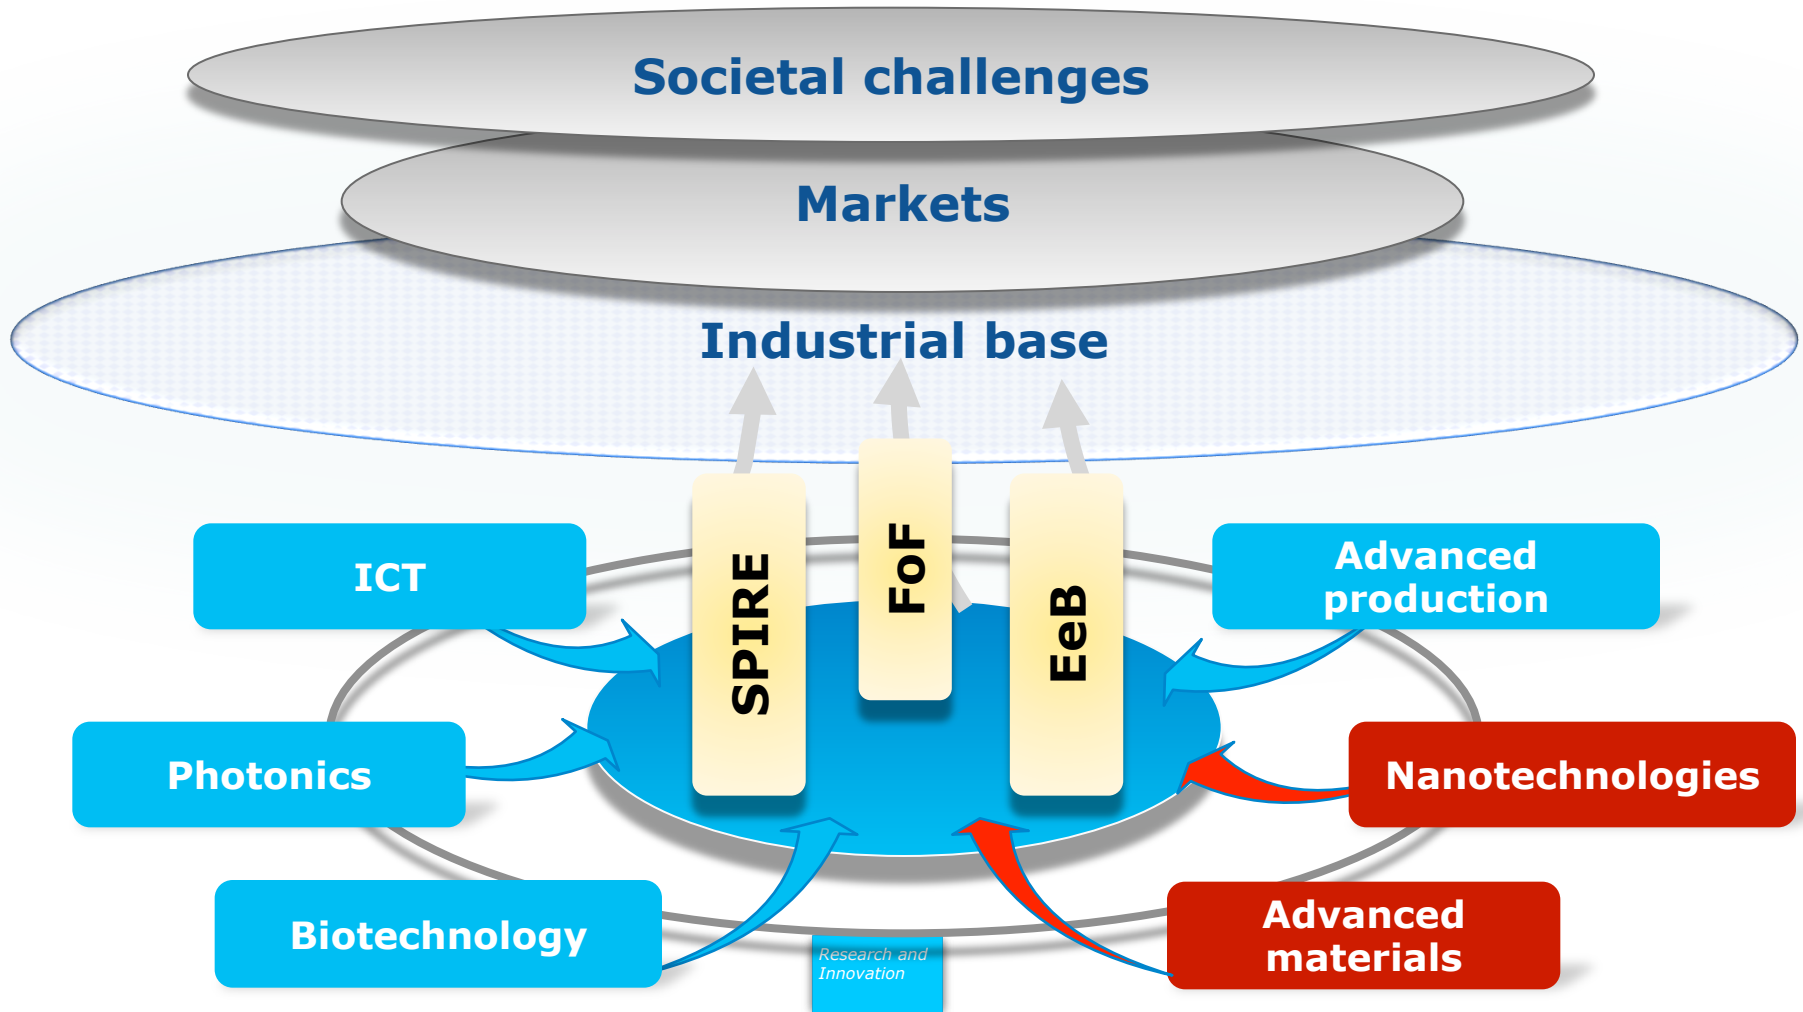 Societal challenges
Markets
Industrial base
SPIRE
FoF
EeB
ICT
Advanced
production
Photonics
Nanotechnologies
Biotechnology
Advanced
materials
Research and
Innovation